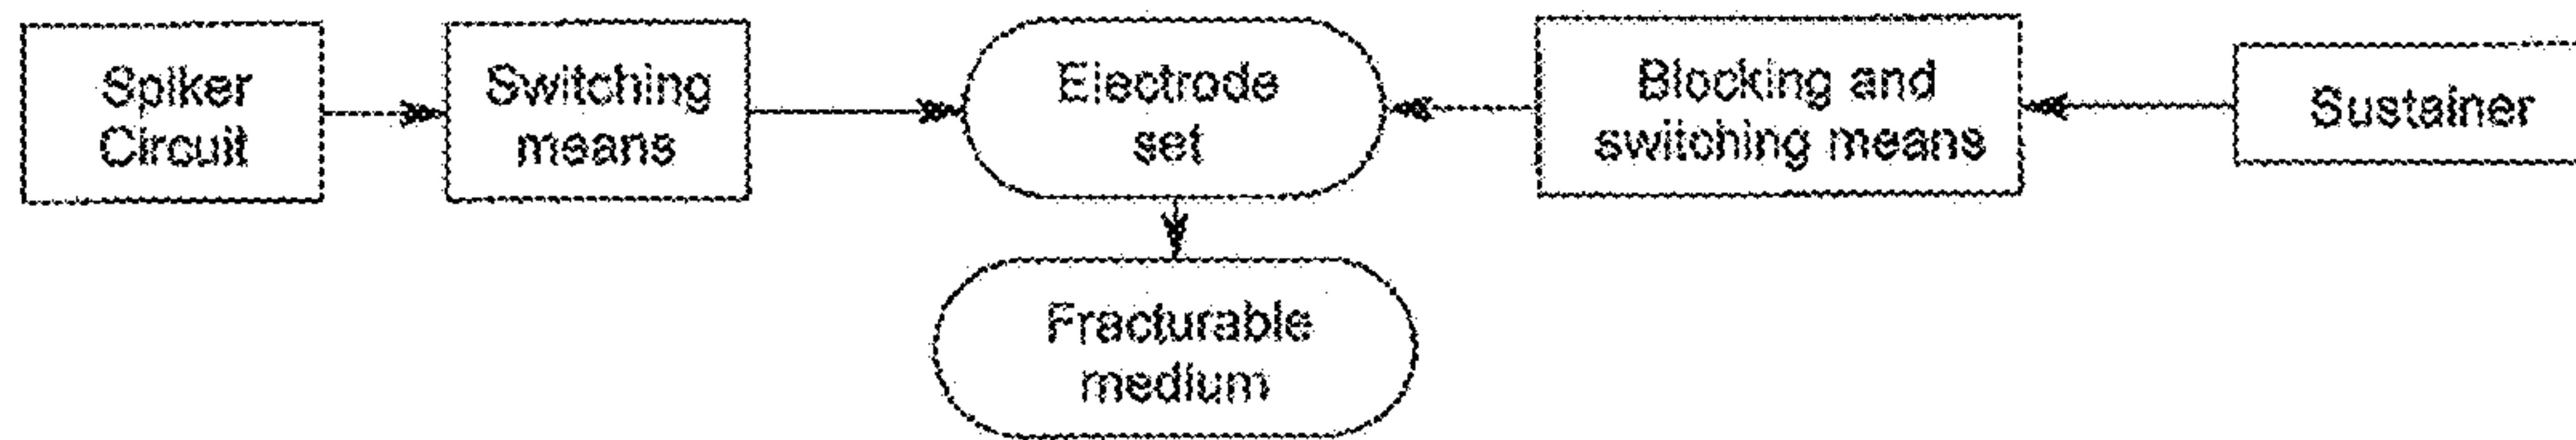 Spiker
Circuit
Switching
means
Electrode
set
Blocking and
switching means
Sustainer
Fracturable
medium